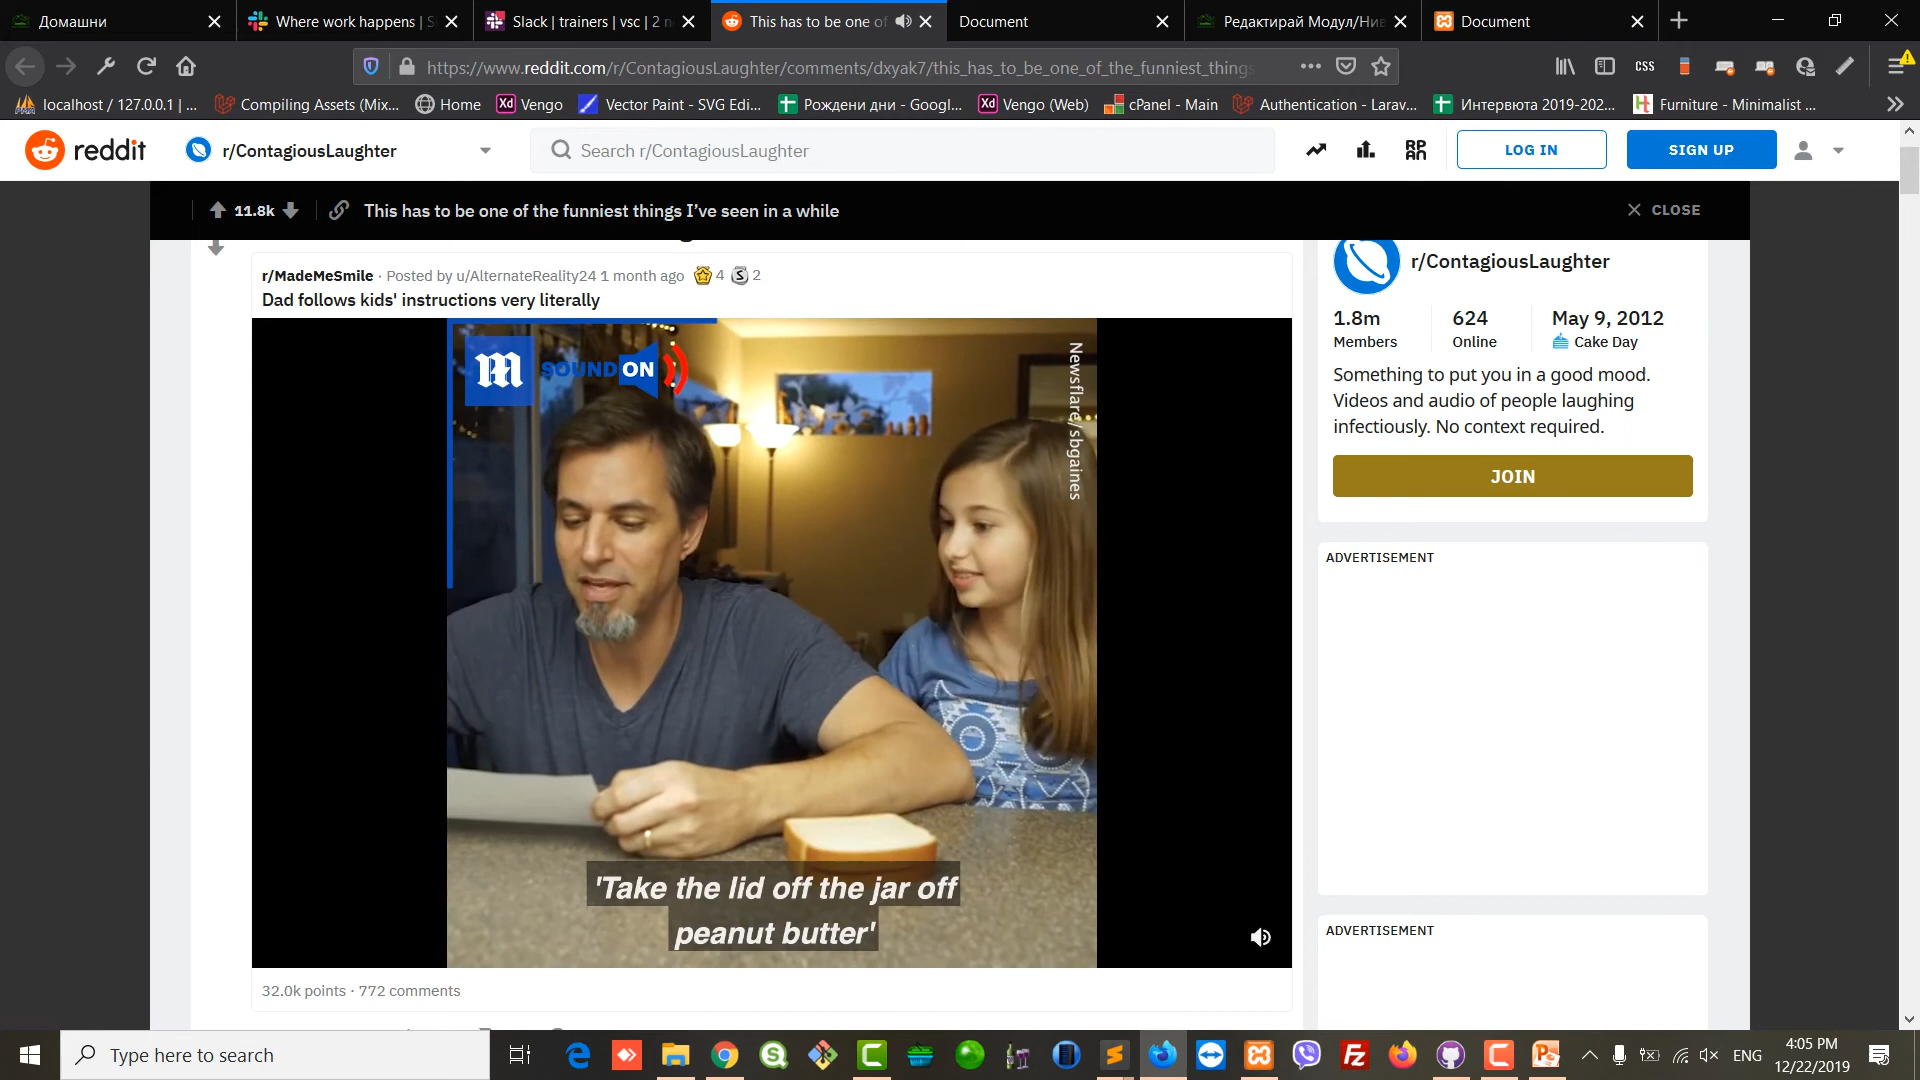 Домашни
Where work happens | S
Slack | trainers | vsc | 2 n
This has to be one of
Document
Редактирай Модул/Нив
Document
https://www.reddit.com/r/ContagiousLaughter/comments/dxyak7/this_has_to_be_one_of_the_funniest_things
CSS
localhost / 127.0.0.1 | ...
Compiling Assets (Mix...
Home
Xd Vengo
Vector Paint - SVG Edi...
Рождени дни - Googl...
Xd Vengo (Web)
cPanel - Main
Authentication - Larav...
Интервюта 2019-202...
Furniture - Minimalist ...
reddit
r/ContagiousLaughter
Search r/ContagiousLaughter
LOG IN
SIGN UP
11.8k
This has to be one of the funniest things I’ve seen in a while
CLOSE
r/MadeMeSmile · Posted by u/AlternateReality24 1 month ago 4 2
Dad follows kids' instructions very literally
SOUND ON
Newsflare/sbgaines
'Take the lid off the jar off
peanut butter'
32.0k points · 772 comments
r/ContagiousLaughter
1.8m
Members
624
Online
May 9, 2012
Cake Day
Something to put you in a good mood.
Videos and audio of people laughing
infectiously. No context required.
JOIN
ADVERTISEMENT
ADVERTISEMENT
Type here to search
ENG
4:05 PM
12/22/2019